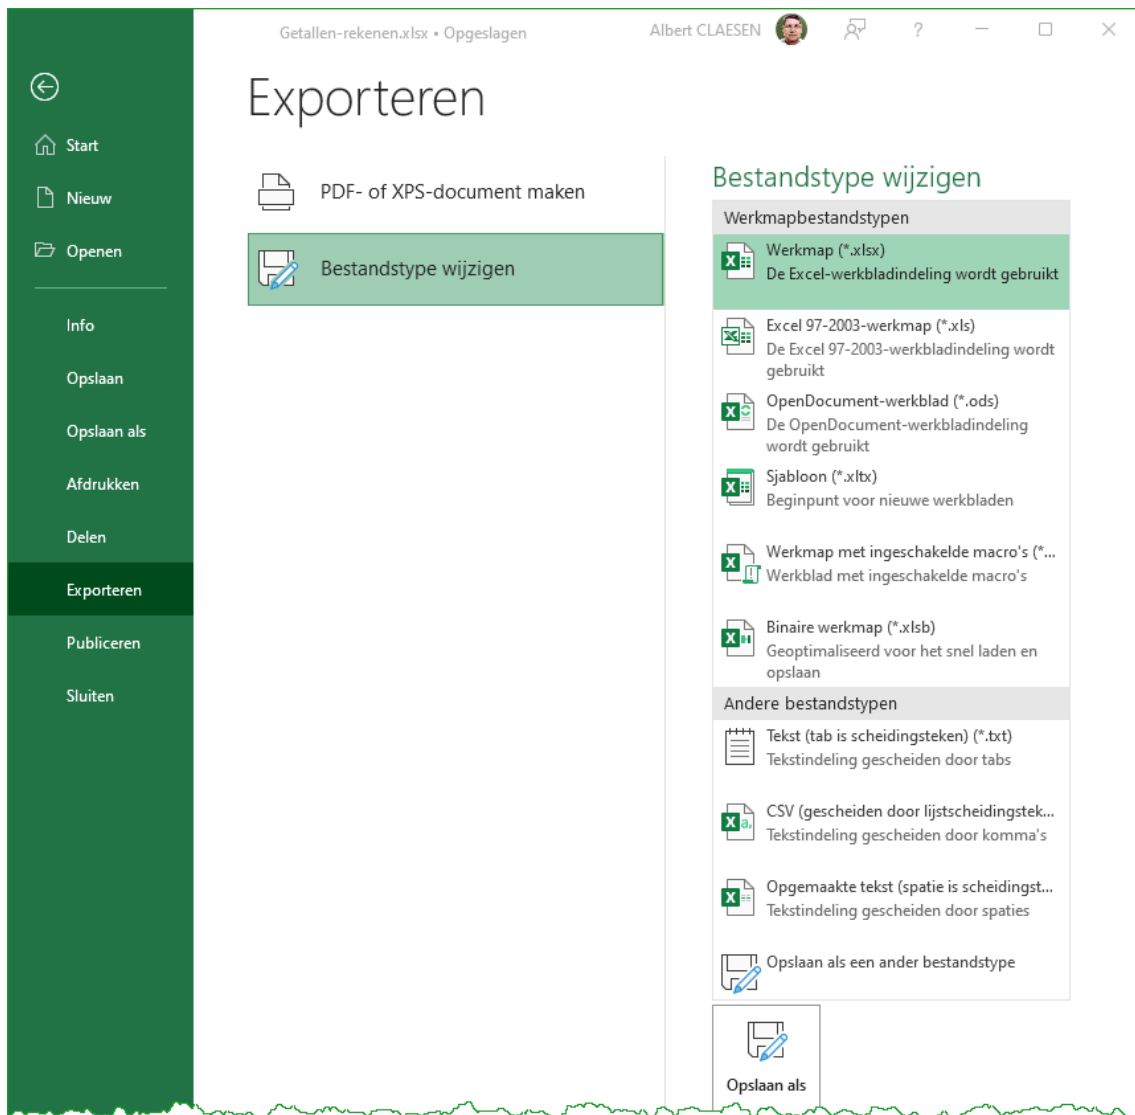 Getallen-rekenen.xlsx • Opgeslagen
Albert CLAESEN
?
Exporteren
Start
Nieuw
Openen
Info
Opslaan
Opslaan als
Afdrukken
Delen
Exporteren
Publiceren
Sluiten
PDF- of XPS-document maken
Bestandstype wijzigen
Bestandstype wijzigen
Werkmapbestandstypen
Werkmap (*.xlsx)
De Excel-werkbladindeling wordt gebruikt
Excel 97-2003-werkmap (*.xls)
De Excel 97-2003-werkbladindeling wordt
gebruikt
OpenDocument-werkblad (*.ods)
De OpenDocument-werkbladindeling
wordt gebruikt
Sjabloon (*.xltx)
Beginpunt voor nieuwe werkbladen
Werkmap met ingeschakelde macro's (*...
Werkblad met ingeschakelde macro's
Binaire werkmap (*.xlsb)
Geoptimaliseerd voor het snel laden en
opslaan
Andere bestandstypen
Tekst (tab is scheidingsteken) (*.txt)
Tekstindeling gescheiden door tabs
CSV (gescheiden door lijstscheidingstek...
Tekstindeling gescheiden door komma's
Opgemaakte tekst (spatie is scheidingst...
Tekstindeling gescheiden door spaties
Opslaan als een ander bestandstype
Opslaan als